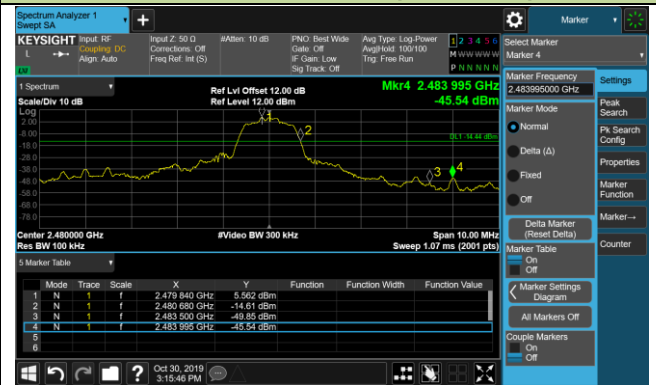 Spectrum Analyzer 1
Swept SA
Marker
KEYSIGHT
Input: RF
Coupling: DC
Align: Auto
Input Z: 50 Ω
Corrections: Off
Freq Ref: Int (S)
#Atten: 10 dB
PNO: Best Wide
Gate: Off
IF Gain: Low
Sig Track: Off
Avg Type: Log-Power
Avg|Hold: 100/100
Trig: Free Run
1 2 3 4 5 6
M W W W W W
P N N N N N
Select Marker
Marker 4
1 Spectrum
Scale/Div 10 dB
Log
Ref Lvl Offset 12.00 dB
Ref Level 12.00 dBm
Mkr4 2.483 995 GHz
-45.54 dBm
2.00
-8.00
-18.0
-28.0
-38.0
-48.0
-58.0
-68.0
-78.0
1
2
3
4
DL1 -14.44 dBm
Center 2.480000 GHz
Res BW 100 kHz
#Video BW 300 kHz
Span 10.00 MHz
Sweep 1.07 ms (2001 pts)
5 Marker Table
Mode Trace Scale X Y Function Function Width Function Value
1 N 1 f 2.479 840 GHz 5.562 dBm
2 N 1 f 2.480 680 GHz -14.61 dBm
3 N 1 f 2.483 500 GHz -49.85 dBm
4 N 1 f 2.483 995 GHz -45.54 dBm
5
6
Marker Frequency
2.483995000 GHz
Marker Mode
Normal
Delta (Δ)
Fixed
Off
Delta Marker
(Reset Delta)
Marker Table
On
Off
Marker Settings
Diagram
All Markers Off
Couple Markers
On
Off
Settings
Peak
Search
Pk Search
Config
Properties
Marker
Function
Marker→
Counter
Oct 30, 2019
3:15:46 PM